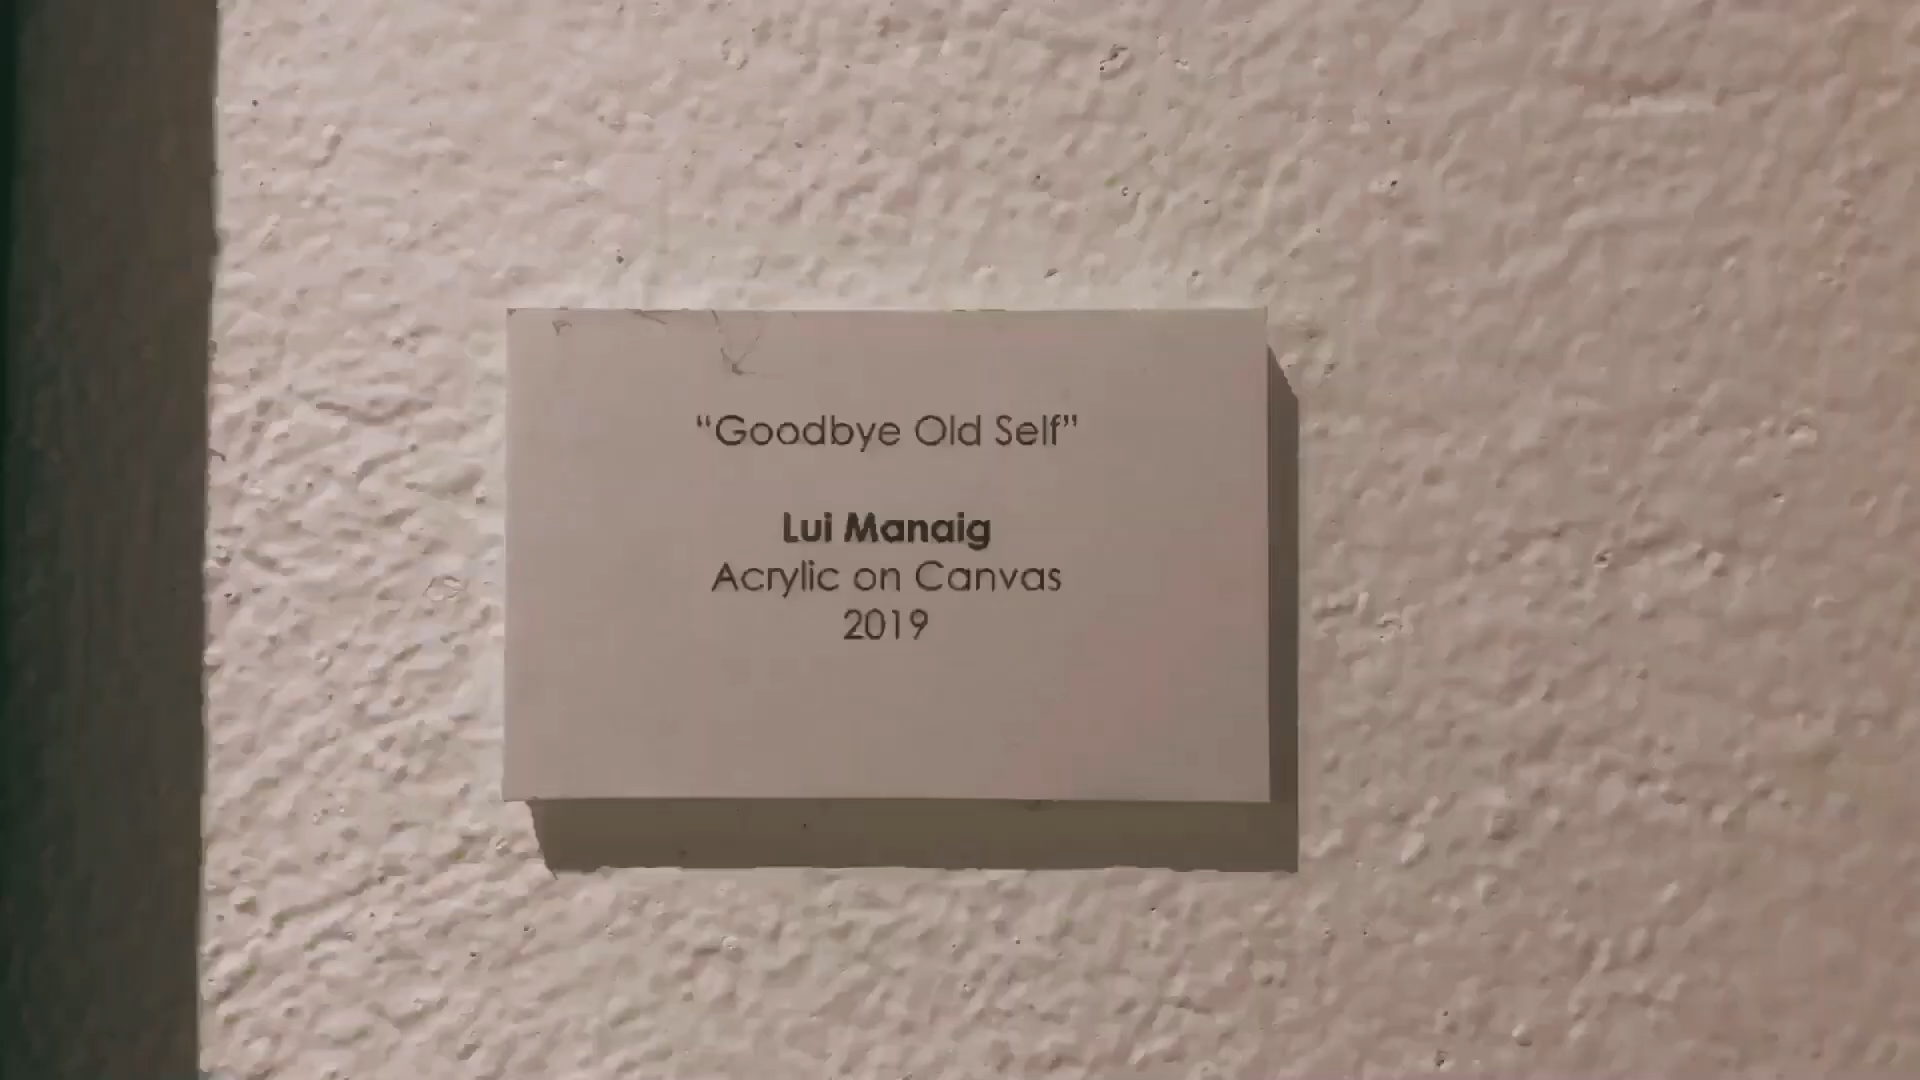 “Goodbye Old Self”
Lui Manaig
Acrylic on Canvas
2019